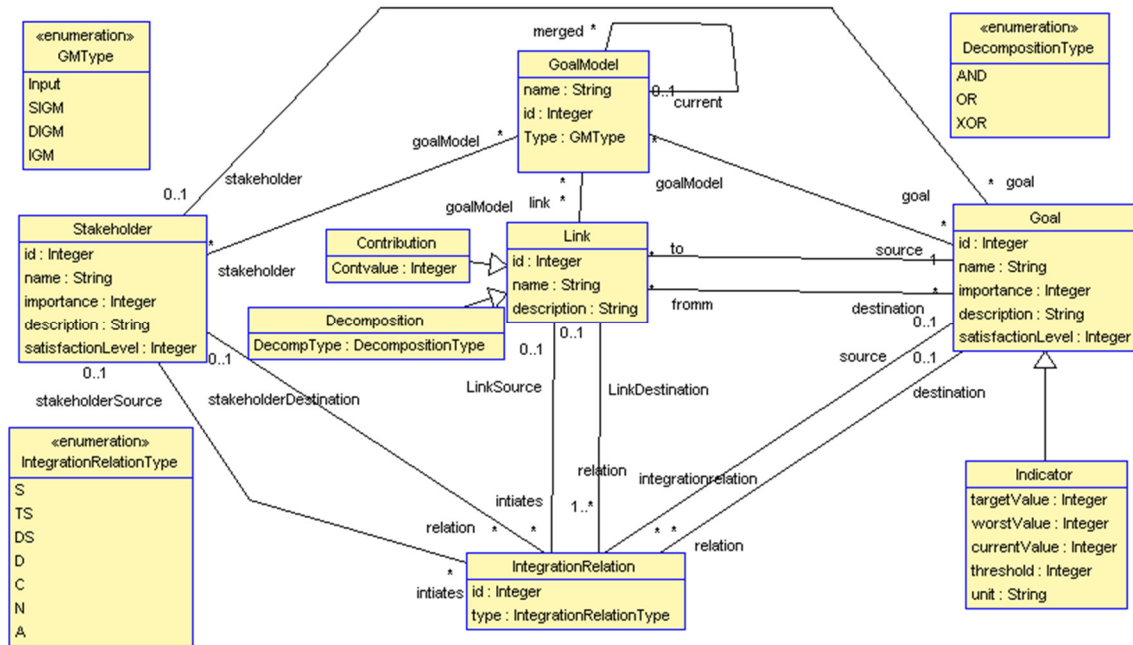 «enumeration»
GMType
Input
SIGM
DIGM
IGM
merged *
GoalModel
name : String
id : Integer
Type : GMType
0..1
current
«enumeration»
DecompositionType
AND
OR
XOR
goalModel *
stakeholder
0..1
*
goalModel
goal
*
* goal
*
link *
goalModel
Stakeholder
id : Integer
name : String
importance : Integer
description : String
satisfactionLevel : Integer
*
stakeholder
Contribution
Contvalue : Integer
Link
id : Integer
name : String
description : String
* to
source 1
* fromm
destination *
Goal
id : Integer
name : String
importance : Integer
description : String
satisfactionLevel : Integer
Decomposition
DecompType : DecompositionType
0..1
0..1
0..1
source
0..1
destination
0..1
stakeholderSource
0..1
stakeholderDestination
LinkSource
LinkDestination
«enumeration»
IntegrationRelationType
S
TS
DS
D
C
N
A
relation
1..*
integrationrelation
intiates
*
relation *
* *
relation
*
intiates
IntegrationRelation
id : Integer
type : IntegrationRelationType
Indicator
targetValue : Integer
worstValue : Integer
currentValue : Integer
threshold : Integer
unit : String